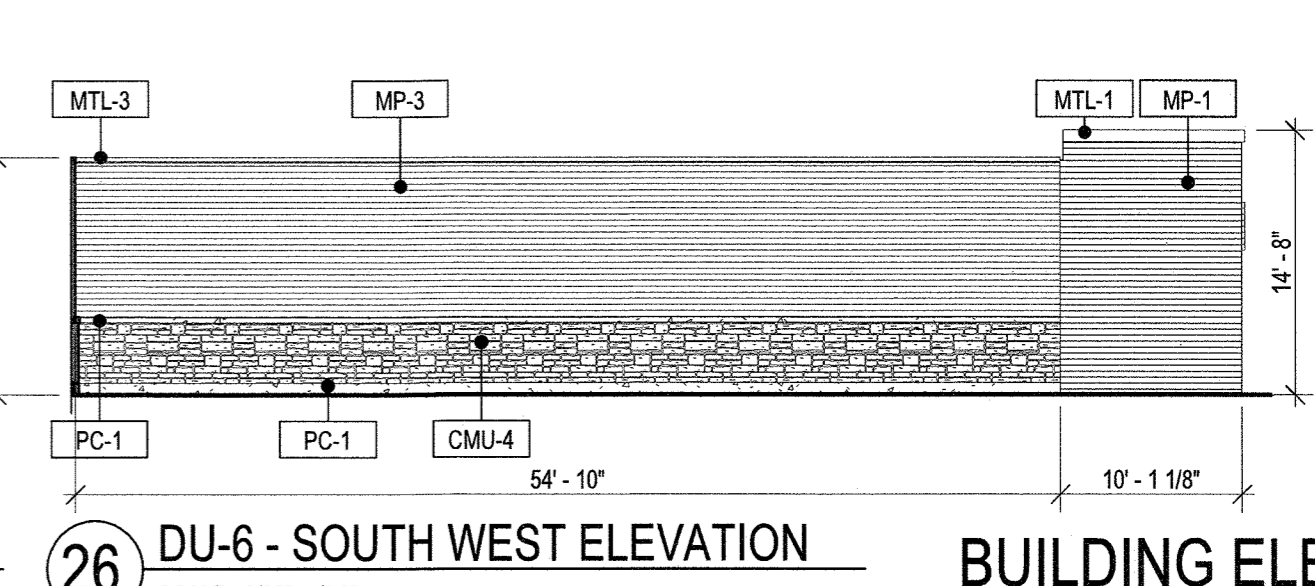 MTL-3
MP-3
MTL-1
MP-1
14' - 8"
PC-1
PC-1
CMU-4
54' - 10"
10' - 1 1/8"
26
DU-6 - SOUTH WEST ELEVATION
BUILDING ELE